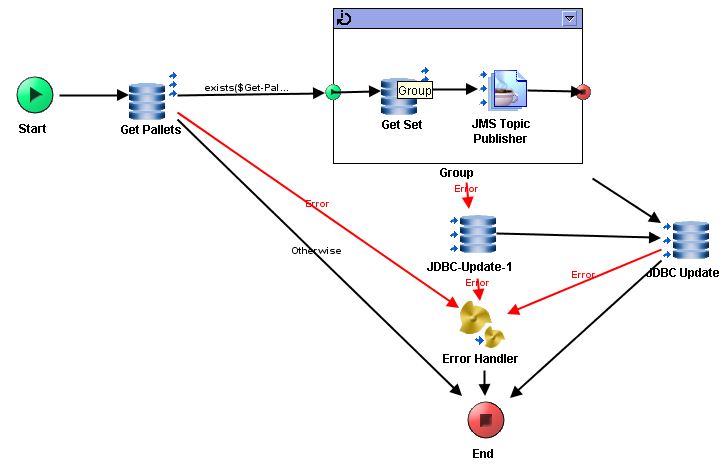 exists($Get-Pal...
Group
Start
Get Pallets
Get Set
JMS Topic
Publisher
Group
Error
Error
Otherwise
JDBC-Update-1
Error
Error
JDBC Update
Error Handler
End